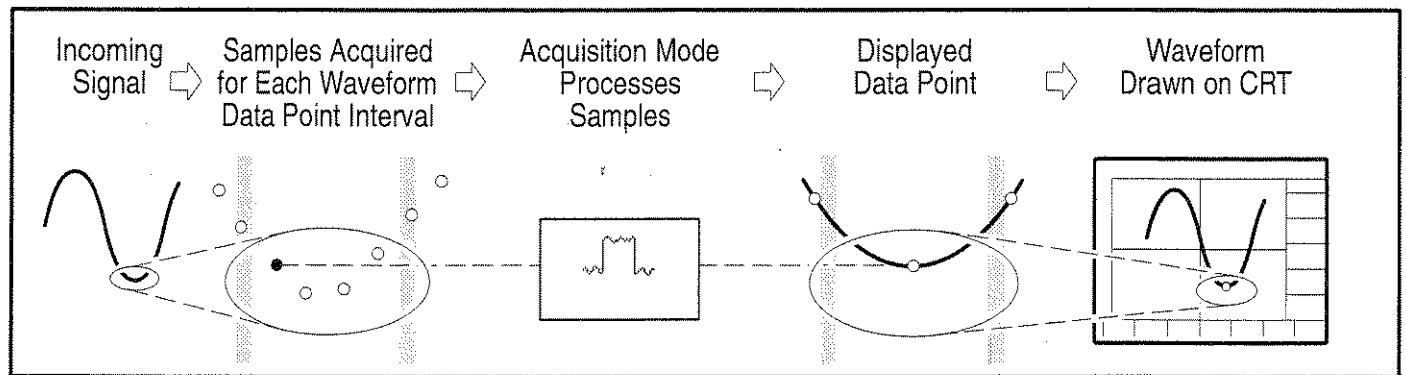 Incoming
Signal
Samples Acquired
for Each Waveform
Data Point Interval
Acquisition Mode
Processes
Samples
Displayed
Data Point
Waveform
Drawn on CRT